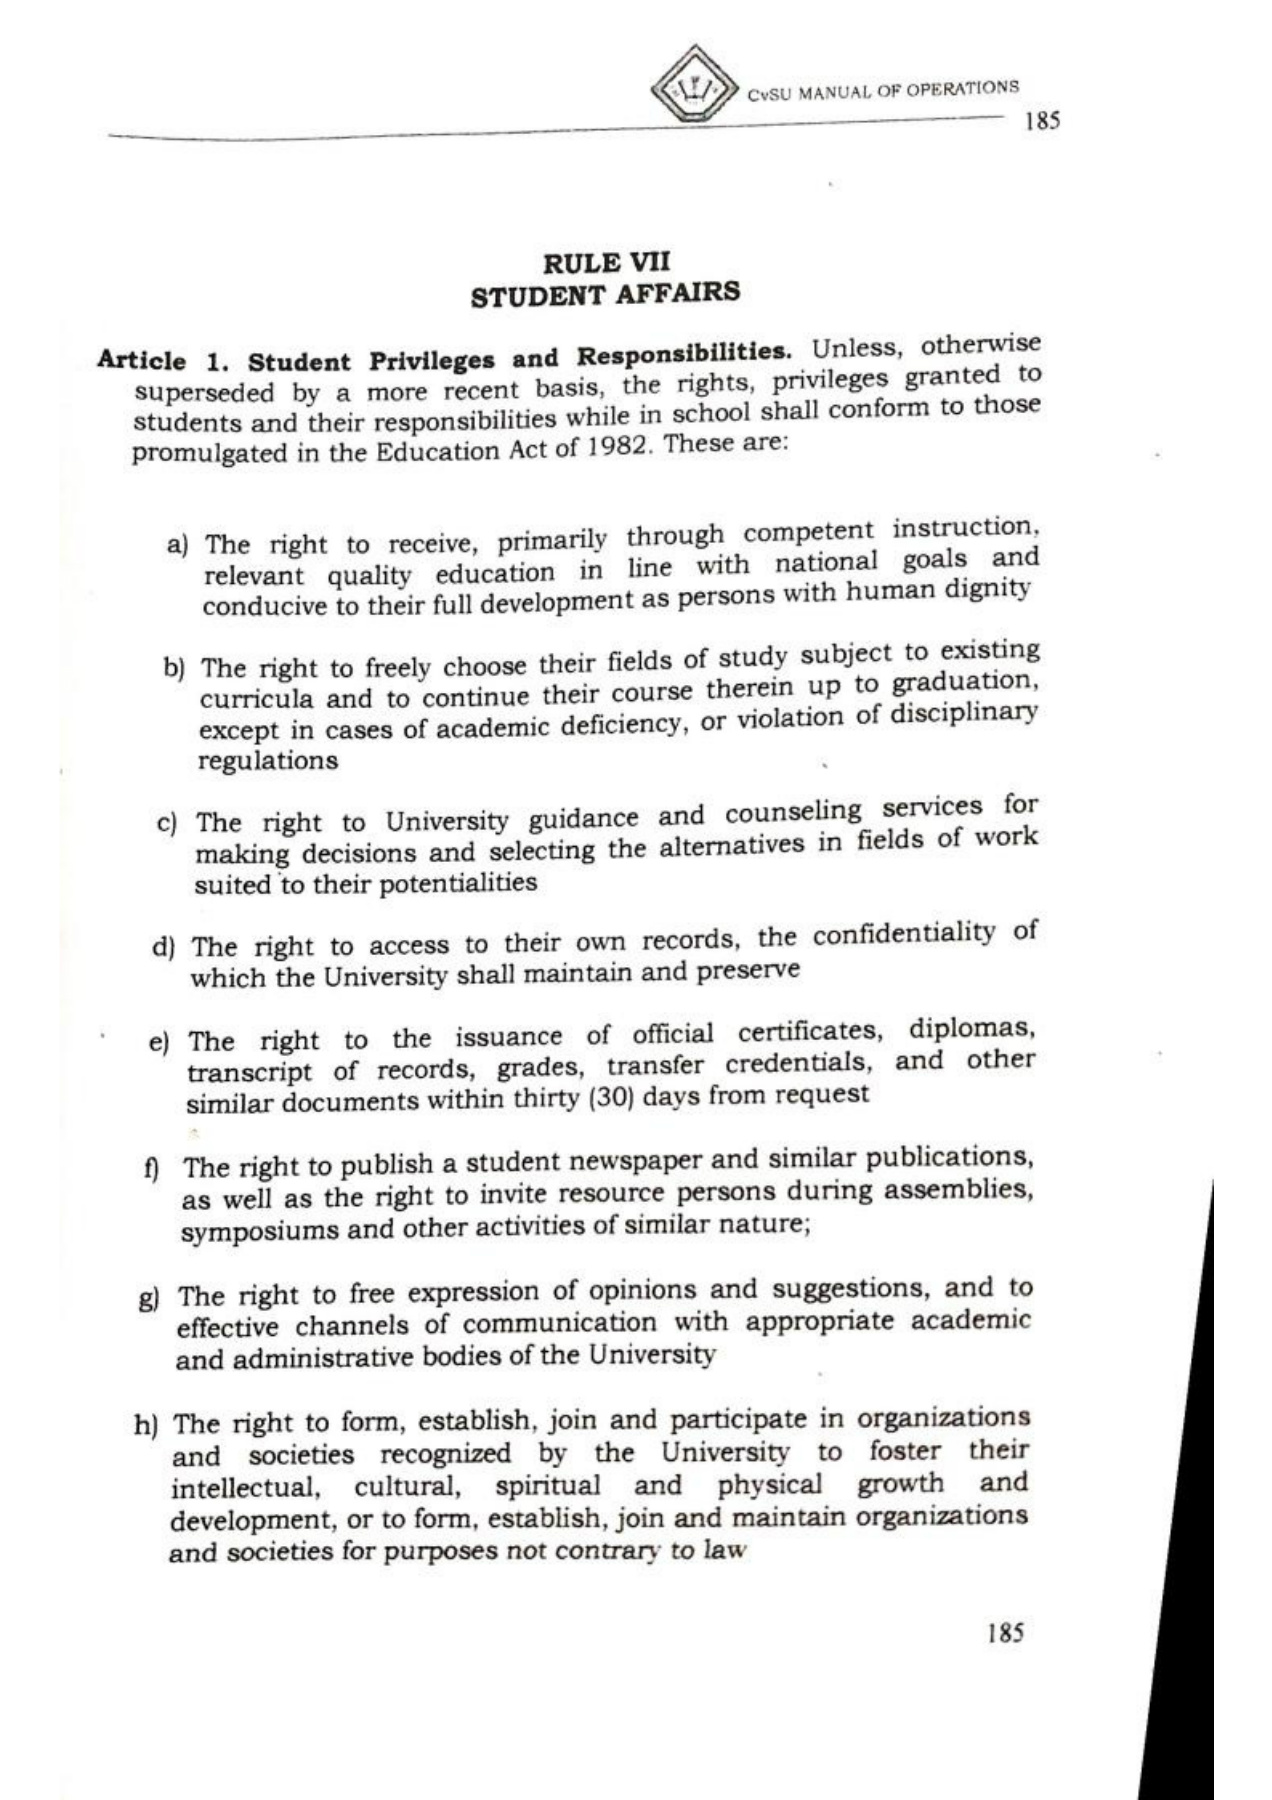 CvSU MANUAL OF OPERATIONS
185
RULE VII
STUDENT AFFAIRS
Article 1. Student Privileges and Responsibilities. Unless, otherwise
superseded by a more recent basis, the rights, privileges granted to
students and their responsibilities while in school shall conform to those
promulgated in the Education Act of 1982. These are:
a) The right to receive, primarily through competent instruction,
relevant quality education in line with national goals and
conducive to their full development as persons with human dignity
b) The right to freely choose their fields of study subject to existing
curricula and to continue their course therein up to graduation,
except in cases of academic deficiency, or violation of disciplinary
regulations
c) The right to University guidance and counseling services for
making decisions and selecting the alternatives in fields of work
suited to their potentialities
d) The right to access to their own records, the confidentiality of
which the University shall maintain and preserve
e) The right to the issuance of official certificates, diplomas,
transcript of records, grades, transfer credentials, and other
similar documents within thirty (30) days from request
f) The right to publish a student newspaper and similar publications,
as well as the right to invite resource persons during assemblies,
symposiums and other activities of similar nature;
g) The right to free expression of opinions and suggestions, and to
effective channels of communication with appropriate academic
and administrative bodies of the University
h) The right to form, establish, join and participate in organizations
and societies recognized by the University to foster their
intellectual, cultural, spiritual and physical growth and
development, or to form, establish, join and maintain organizations
and societies for purposes not contrary to law
185